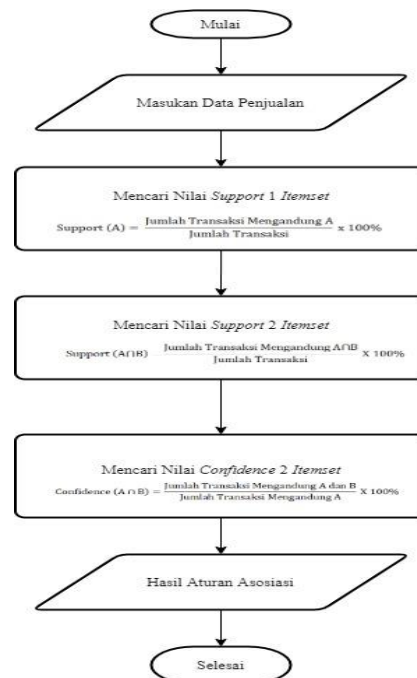 Mulai
Masukan Data Penjualan
Mencari Nilai Support 1 Itemset
Support (A) = Jumlah Transaksi Mengandung A / Jumlah Transaksi x 100%
Mencari Nilai Support 2 Itemset
Support (A∩B) Jumlah Transaksi Mengandung A∩B / Jumlah Transaksi X 100%
Mencari Nilai Confidence 2 Itemset
Confidence (A ∩ B) = Jumlah Transaksi Mengandung A dan B / Jumlah Transaksi Mengandung A X 100%
Hasil Aturan Asosiasi
Selesai